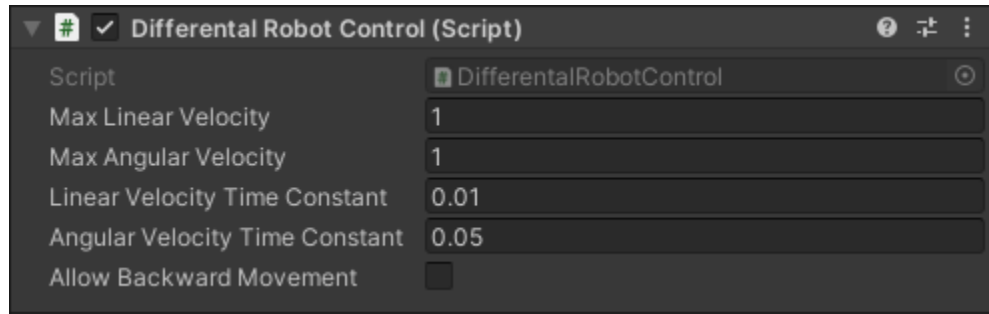 # Differental Robot Control (Script)
Script # DifferentalRobotControl
Max Linear Velocity 1
Max Angular Velocity 1
Linear Velocity Time Constant 0.01
Angular Velocity Time Constant 0.05
Allow Backward Movement